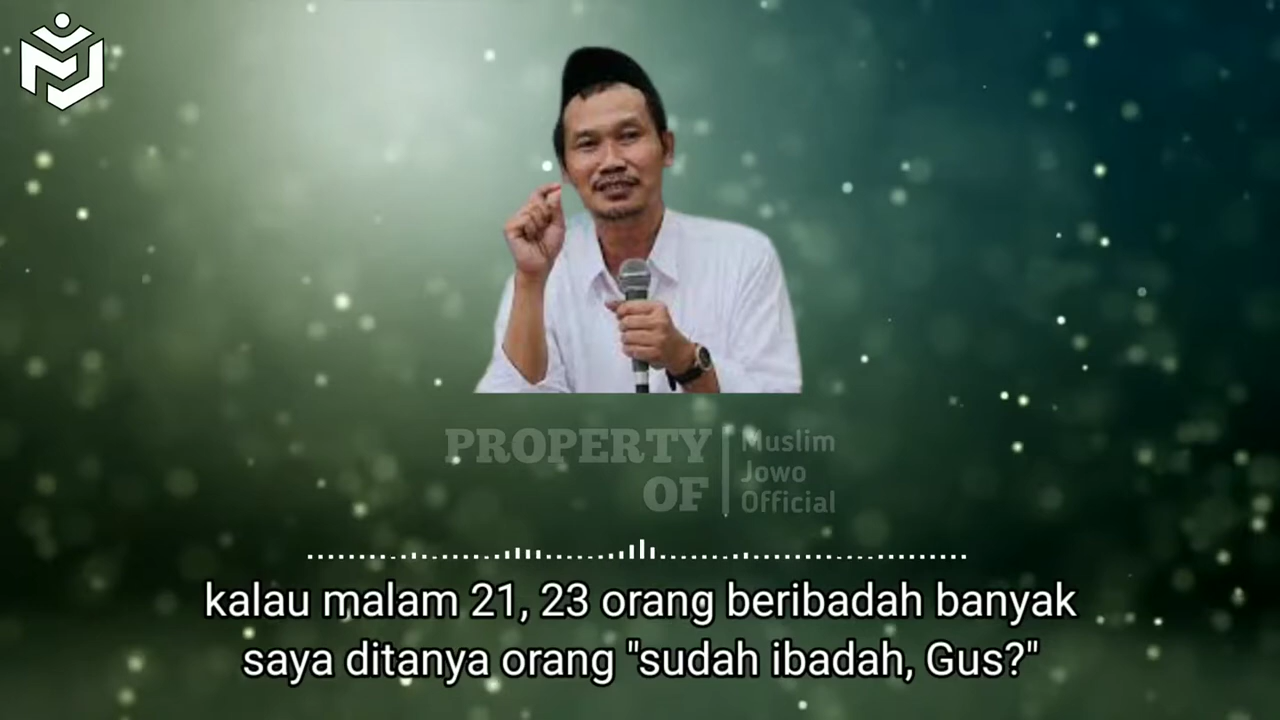 PROPERTY OF
Muslim
Jowo
Official
kalau malam 21, 23 orang beribadah banyak
saya ditanya orang "sudah ibadah, Gus?"